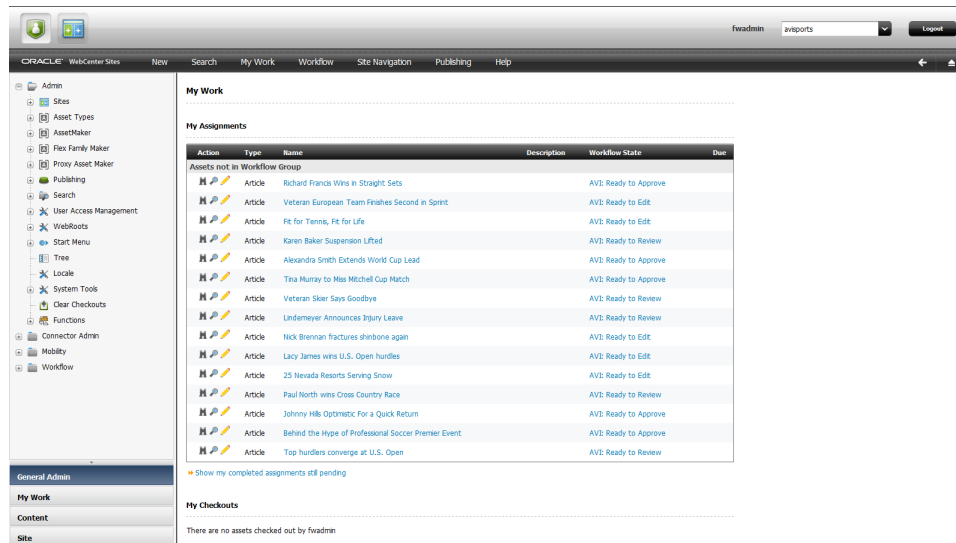 fwadmin avisports Logout
ORACLE WebCenter Sites New Search My Work Workflow Site Navigation Publishing Help
Admin
Sites
Asset Types
AssetMaker
Flex Family Maker
Proxy Asset Maker
Publishing
Search
User Access Management
WebRoots
Start Menu
Tree
Locale
System Tools
Clear Checkouts
Functions
Connector Admin
Mobility
Workflow
General Admin
My Work
Content
Site
My Work
My Assignments
Action Type Name Description Workflow State Due
Assets not in Workflow Group
Article Richard Francis Wins in Straight Sets AVI: Ready to Approve
Article Veteran European Team Finishes Second in Sprint AVI: Ready to Edit
Article Fit for Tennis, Fit for Life AVI: Ready to Edit
Article Karen Baker Suspension Lifted AVI: Ready to Review
Article Alexandra Smith Extends World Cup Lead AVI: Ready to Approve
Article Tina Murray to Miss Mitchell Cup Match AVI: Ready to Approve
Article Veteran Skier Says Goodbye AVI: Ready to Review
Article Lindemeyer Announces Injury Leave AVI: Ready to Review
Article Nick Brennan fractures shinbone again AVI: Ready to Edit
Article Lacy James wins U.S. Open hurdles AVI: Ready to Edit
Article 25 Nevada Resorts Serving Snow AVI: Ready to Edit
Article Paul North wins Cross Country Race AVI: Ready to Review
Article Johnny Hills Optimistic For a Quick Return AVI: Ready to Approve
Article Behind the Hype of Professional Soccer Premier Event AVI: Ready to Approve
Article Top hurdlers converge at U.S. Open AVI: Ready to Review
Show my completed assignments still pending
My Checkouts
There are no assets checked out by fwadmin